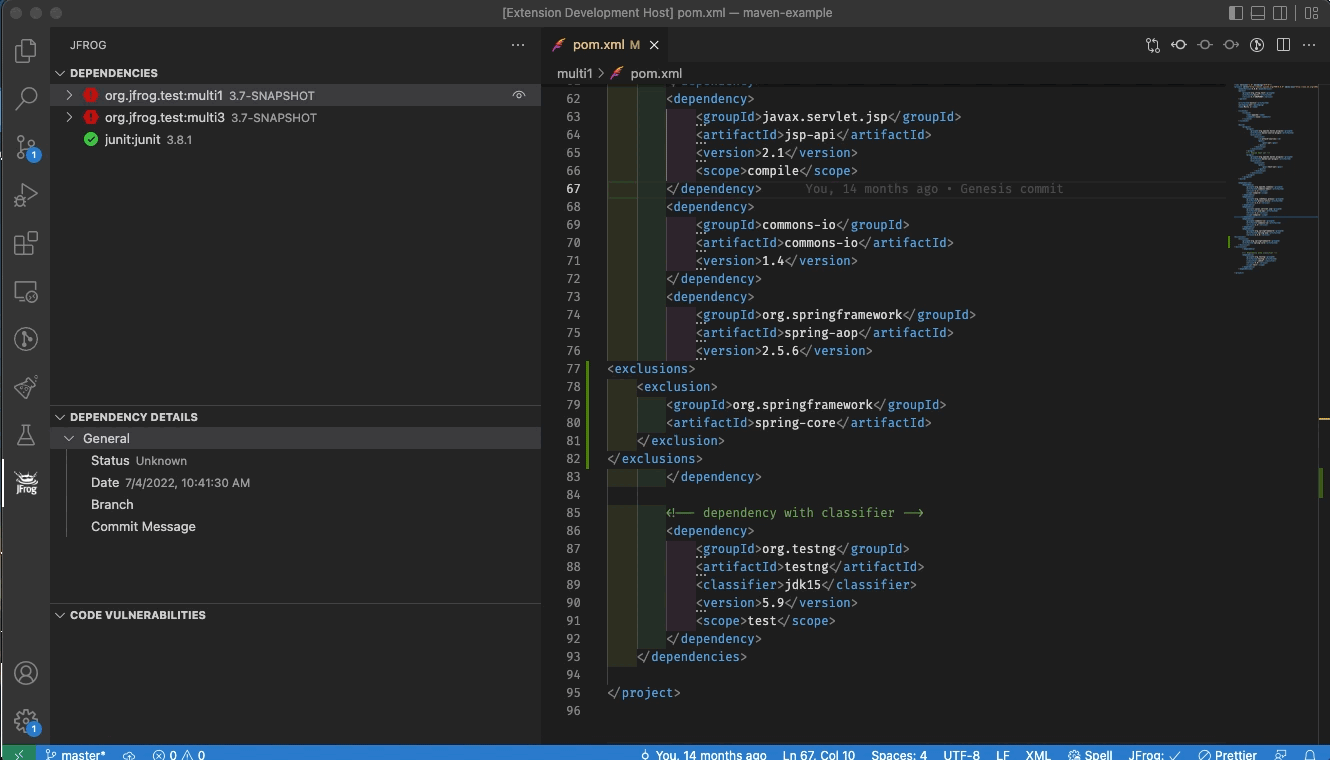 [Extension Development Host] pom.xml — maven-example
JFROG
DEPENDENCIES
org.jfrog.test:multi1 3.7-SNAPSHOT
org.jfrog.test:multi3 3.7-SNAPSHOT
junit:junit 3.8.1
DEPENDENCY DETAILS
General
Status Unknown
Date 7/4/2022, 10:41:30 AM
Branch
Commit Message
CODE VULNERABILITIES
1
JFrog
1
pom.xml M
multi1 > pom.xml
62 <dependency>
63 <groupId>javax.servlet.jsp</groupId>
64 <artifactId>jsp-api</artifactId>
65 <version>2.1</version>
66 <scope>compile</scope>
67 </dependency> You, 14 months ago • Genesis commit
68 <dependency>
69 <groupId>commons-io</groupId>
70 <artifactId>commons-io</artifactId>
71 <version>1.4</version>
72 </dependency>
73 <dependency>
74 <groupId>org.springframework</groupId>
75 <artifactId>spring-aop</artifactId>
76 <version>2.5.6</version>
77 <exclusions>
78 <exclusion>
79 <groupId>org.springframework</groupId>
80 <artifactId>spring-core</artifactId>
81 </exclusion>
82 </exclusions>
83 </dependency>
84
85 <!-- dependency with classifier -->
86 <dependency>
87 <groupId>org.testng</groupId>
88 <artifactId>testng</artifactId>
89 <classifier>jdk15</classifier>
90 <version>5.9</version>
91 <scope>test</scope>
92 </dependency>
93 </dependencies>
94
95 </project>
96
master* 0 0 You, 14 months ago Ln 67, Col 10 Spaces: 4 UTF-8 LF XML Spell JFrog: ✓ Prettier